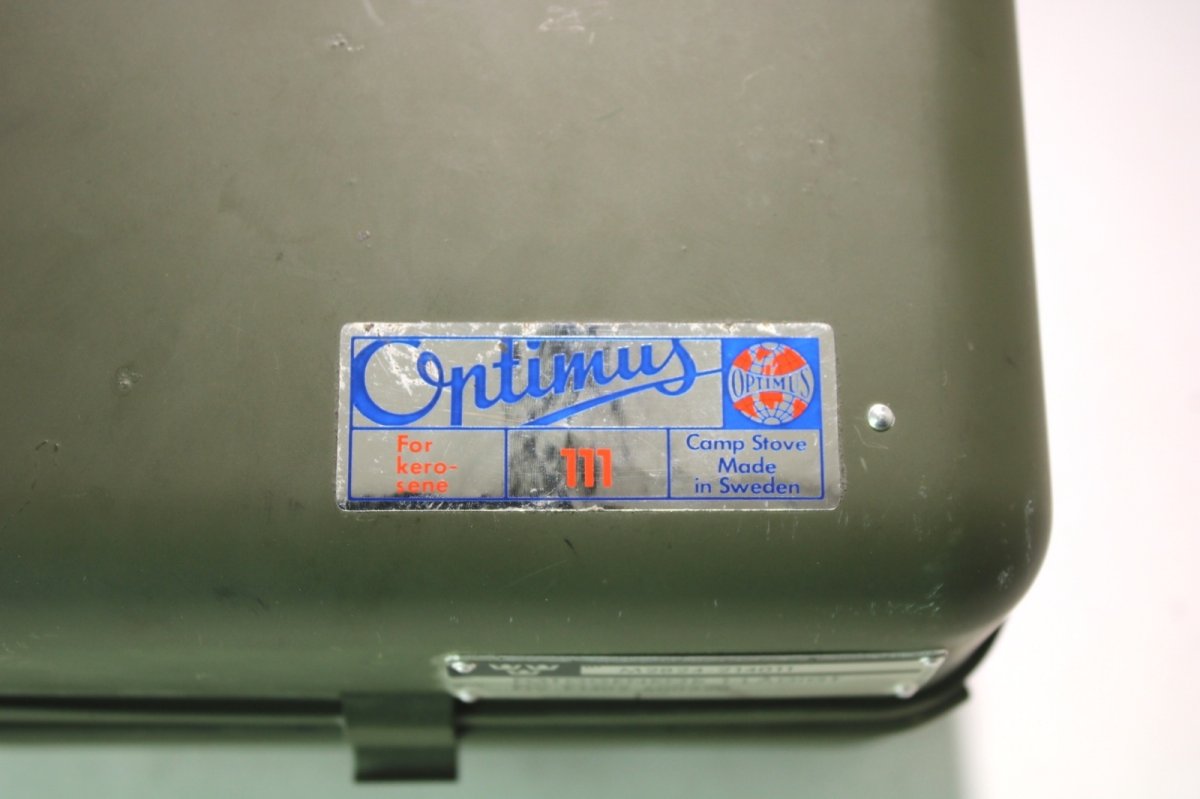 Optimus
OPTIMUS
For
kero-
sene
111
Camp Stove
Made
in Sweden